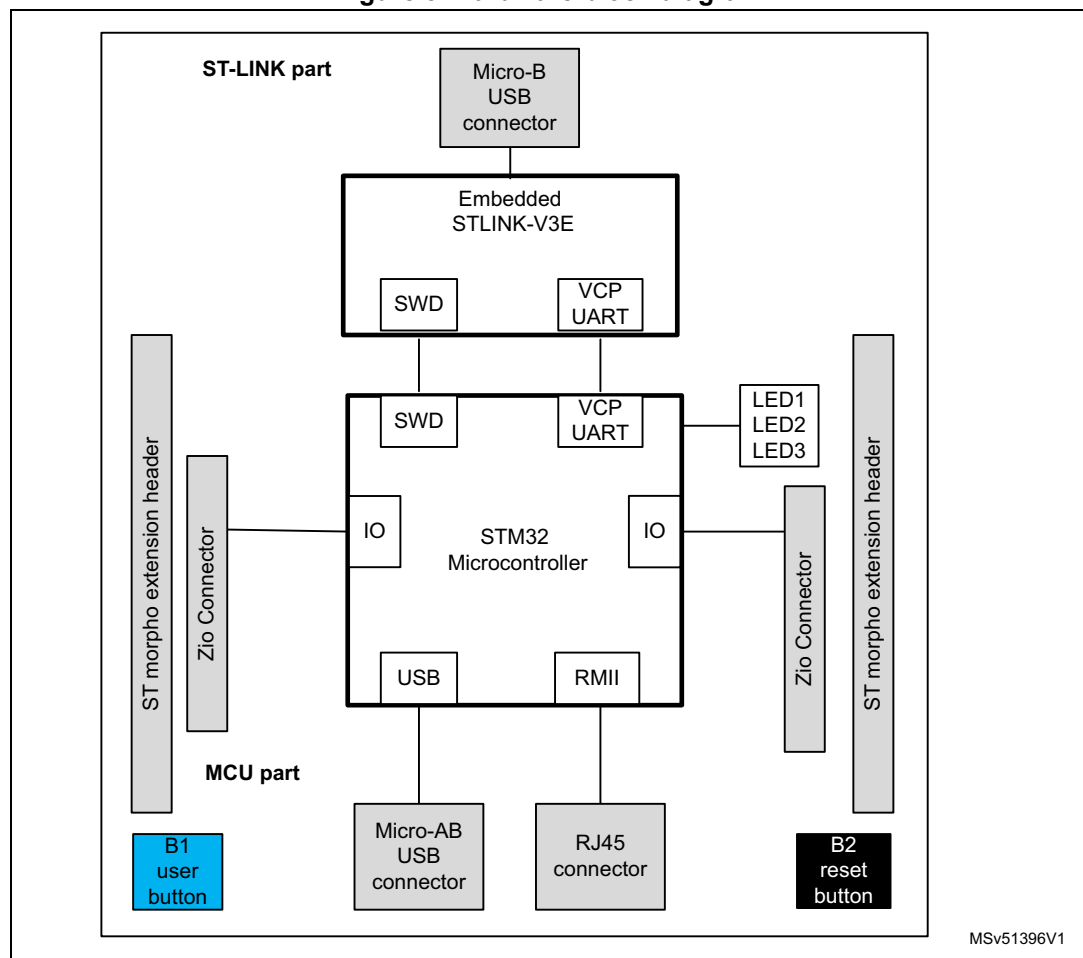 ST-LINK part
Micro-B
USB
connector
Embedded
STLINK-V3E
SWD
VCP
UART
SWD
VCP
UART
LED1
LED2
LED3
ST morpho extension header
Zio Connector
IO
STM32
Microcontroller
IO
Zio Connector
ST morpho extension header
USB
RMII
MCU part
Micro-AB
USB
connector
RJ45
connector
B1
user
button
B2
reset
button
MSv51396V1